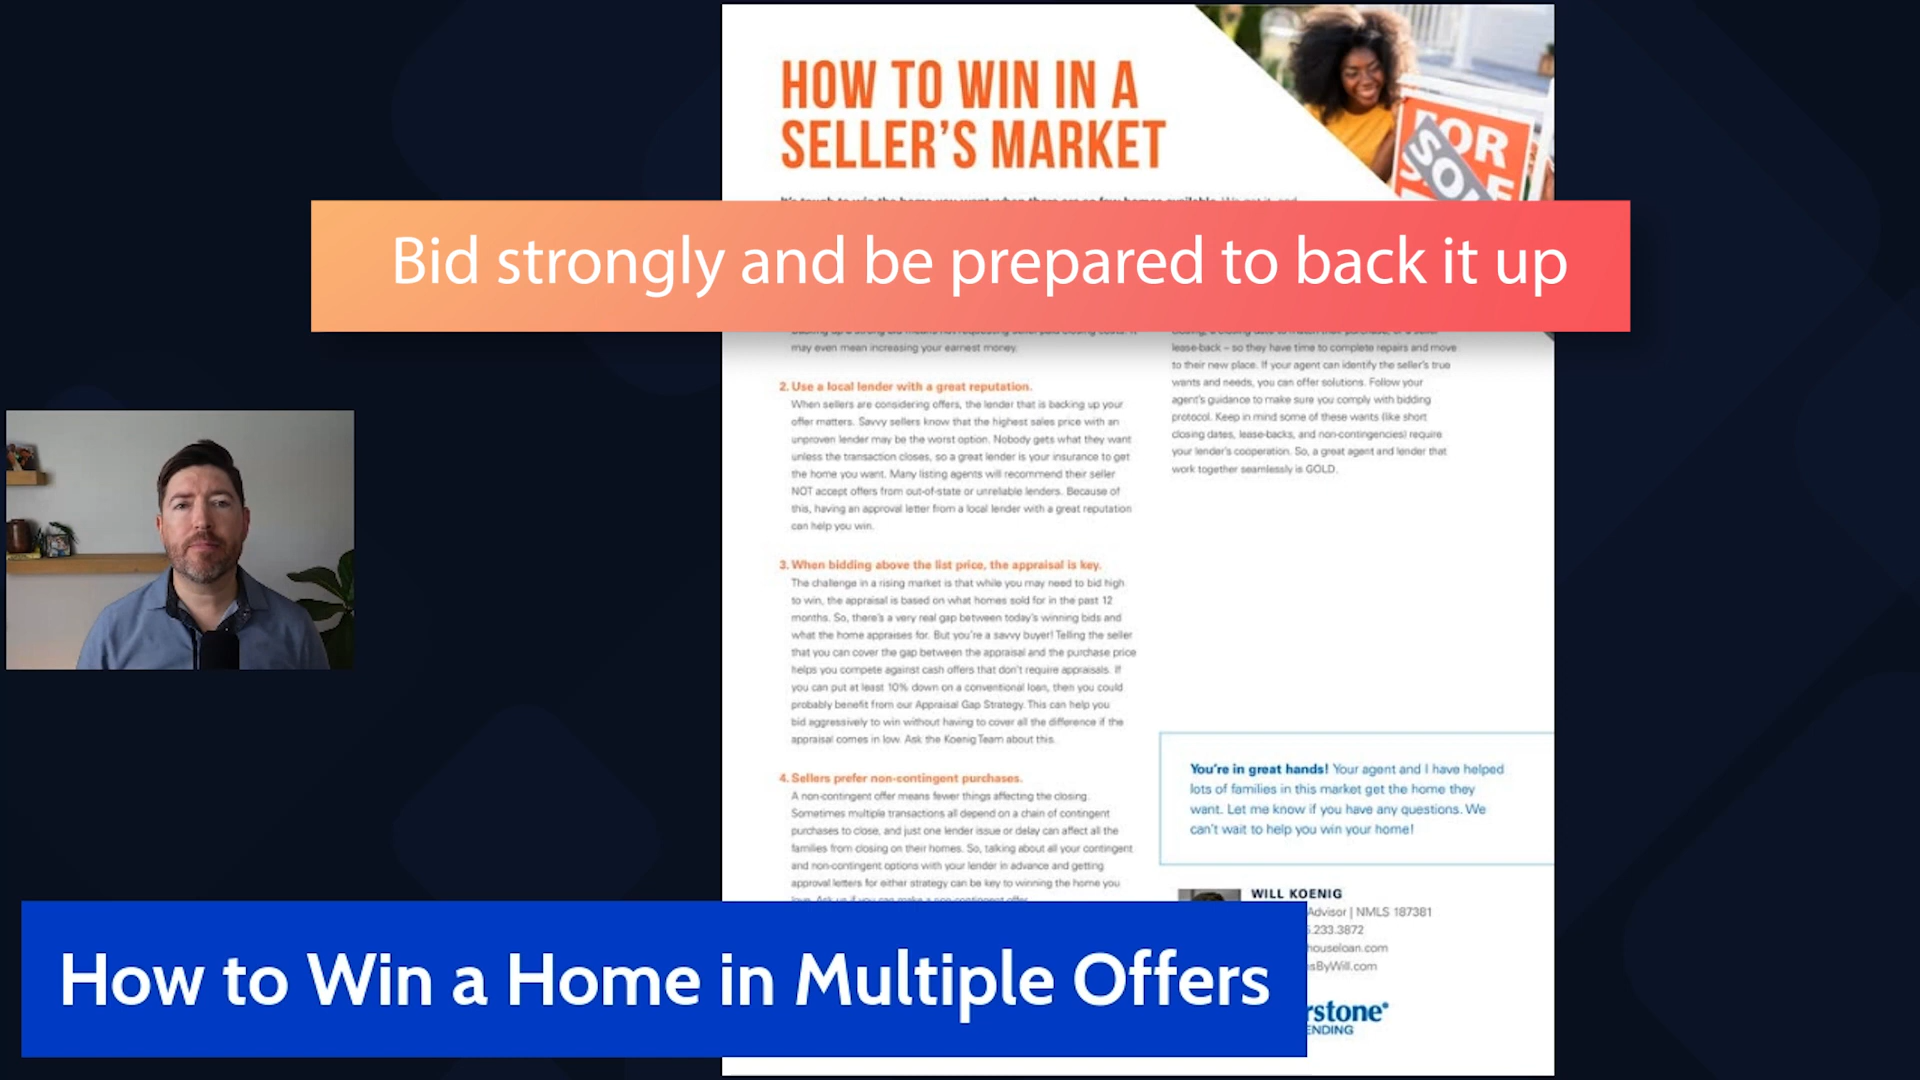 HOW TO WIN IN A
SELLER'S MARKET
FOR
SOL
Bid strongly and be prepared to back it up
may even mean increasing your earnest money.
2. Use a local lender with a great reputation.
When sellers are considering offers, the lender that is backing up your
offer matters. Savvy sellers know that the highest sales price with an
unproven lender may be the worst option. Nobody gets what they want
unless the transaction closes, so a great lender is your insurance to get
the home you want. Many listing agents will recommend their seller
NOT accept offers from out-of-state or unreliable lenders. Because of
this, having an approval letter from a local lender with a great reputation
can help you win.
3. When bidding above the list price, the appraisal is key.
The challenge in a rising market is that while you may need to bid high
to win, the appraisal is based on what homes sold for in the past 12
months. So, there's a very real gap between today's winning bids and
what the home appraises for. But you're a savvy buyer! Telling the seller
that you can cover the gap between the appraisal and the purchase price
helps you compete against cash offers that don't require appraisals. If
you can put at least 10% down on a conventional loan, then you could
probably benefit from our Appraisal Gap Strategy. This can help you
bid aggressively to win without having to cover all the difference if the
appraisal comes in low. Ask the Koenig Team about this.
4. Sellers prefer non-contingent purchases.
A non-contingent offer means fewer things affecting the closing.
Sometimes multiple transactions all depend on a chain of contingent
purchases to close, and just one lender issue or delay can affect all the
families from closing on their homes. So, talking about all your contingent
and non-contingent options with your lender in advance and getting
approval letters for either strategy can be key to winning the home you
lease-back – so they have time to complete repairs and move
to their new place. If your agent can identify the seller's true
wants and needs, you can offer solutions. Follow your
agent's guidance to make sure you comply with bidding
protocol. Keep in mind some of these wants (like short
closing dates, lease-backs, and non-contingencies) require
your lender's cooperation. So, a great agent and lender that
work together seamlessly is GOLD.
You're in great hands! Your agent and I have helped
lots of families in this market get the home they
want. Let me know if you have any questions. We
can't wait to help you win your home!
WILL KOENIG
Advisor | NMLS 187381
.233.3872
houseloan.com
nsByWill.com
rstone
ENDING
How to Win a Home in Multiple Offers